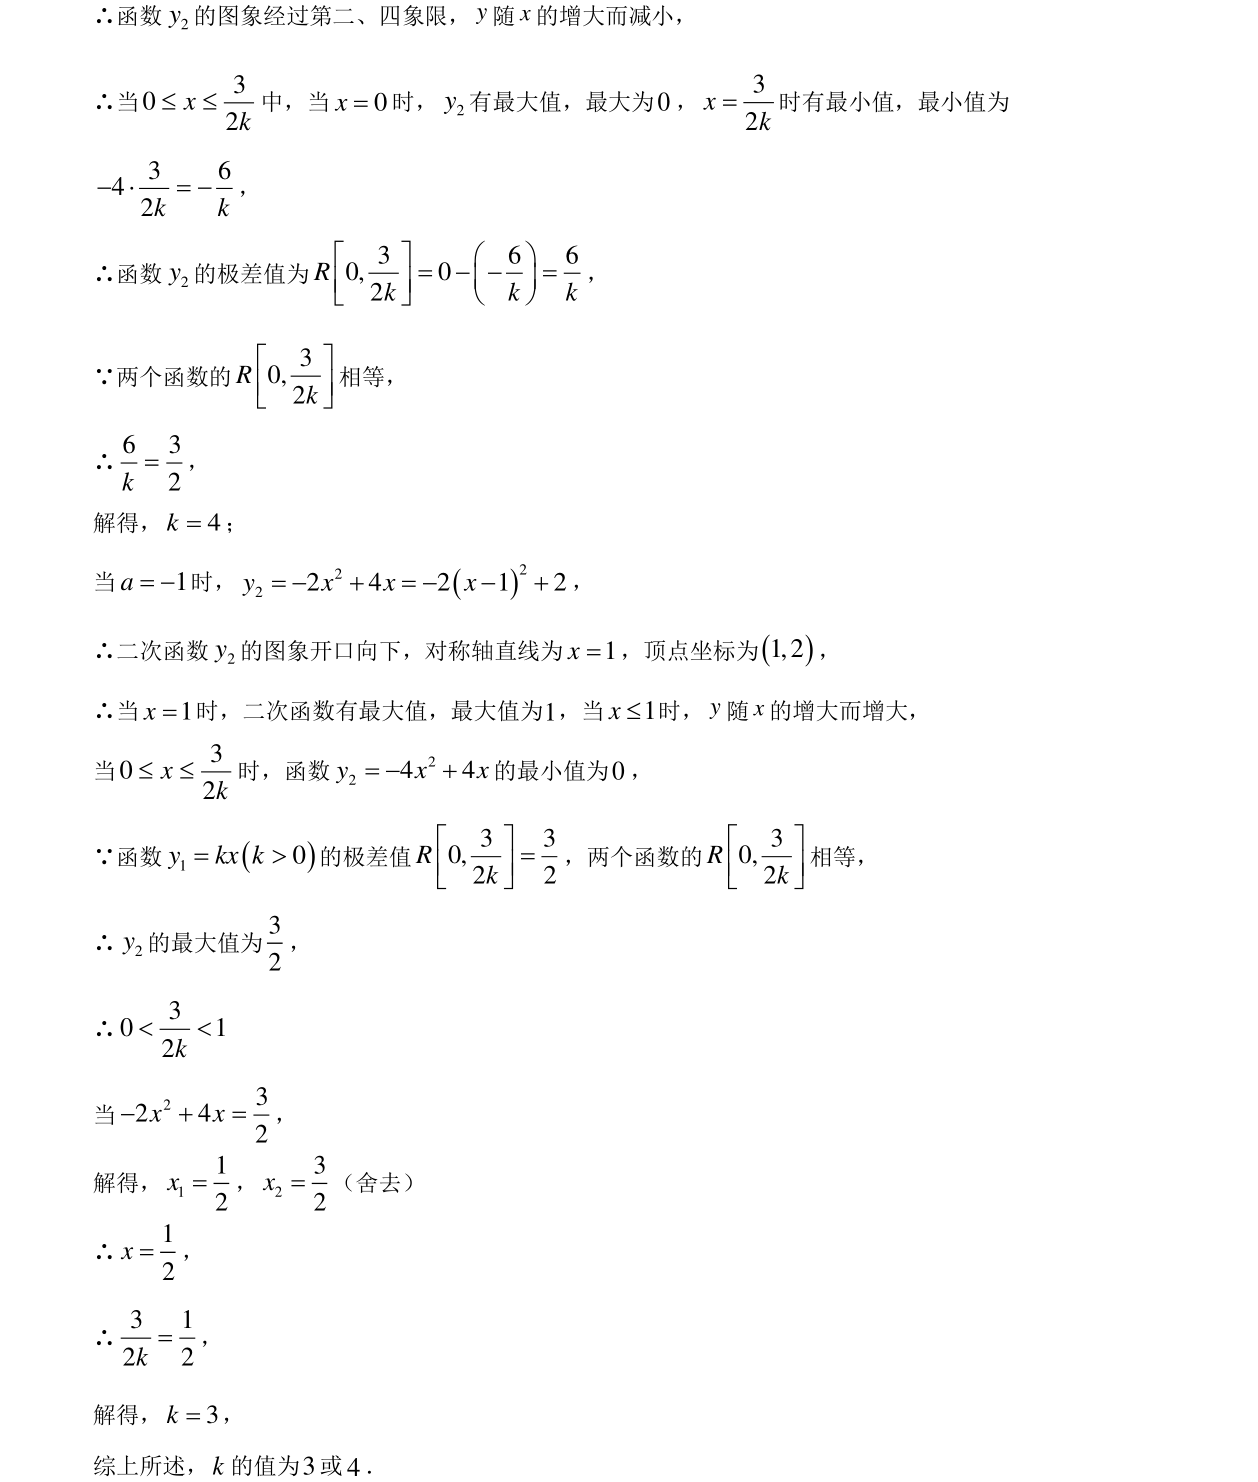 ∴函数 y₂ 的图象经过第二、四象限，y 随 x 的增大而减小，
∴当 0 ≤ x ≤ 3/(2k) 中，当 x = 0 时，y₂ 有最大值，最大为 0，x = 3/(2k) 时有最小值，最小值为
−4·3/(2k) = −6/k，
∴函数 y₂ 的极差值为 R[0, 3/(2k)] = 0 − (−6/k) = 6/k，
∵两个函数的 R[0, 3/(2k)] 相等，
∴ 6/k = 3/2，
解得，k = 4；
当 a = −1 时，y₂ = −2x² + 4x = −2(x − 1)² + 2，
∴二次函数 y₂ 的图象开口向下，对称轴直线为 x = 1，顶点坐标为 (1, 2)，
∴当 x = 1 时，二次函数有最大值，最大值为 1，当 x ≤ 1 时，y 随 x 的增大而增大，
当 0 ≤ x ≤ 3/(2k) 时，函数 y₂ = −4x² + 4x 的最小值为 0，
∵函数 y₁ = kx(k > 0) 的极差值 R[0, 3/(2k)] = 3/2，两个函数的 R[0, 3/(2k)] 相等，
∴ y₂ 的最大值为 3/2，
∴ 0 < 3/(2k) < 1
当 −2x² + 4x = 3/2，
解得，x₁ = 1/2，x₂ = 3/2（舍去）
∴ x = 1/2，
∴ 3/(2k) = 1/2，
解得，k = 3，
综上所述，k 的值为 3 或 4．